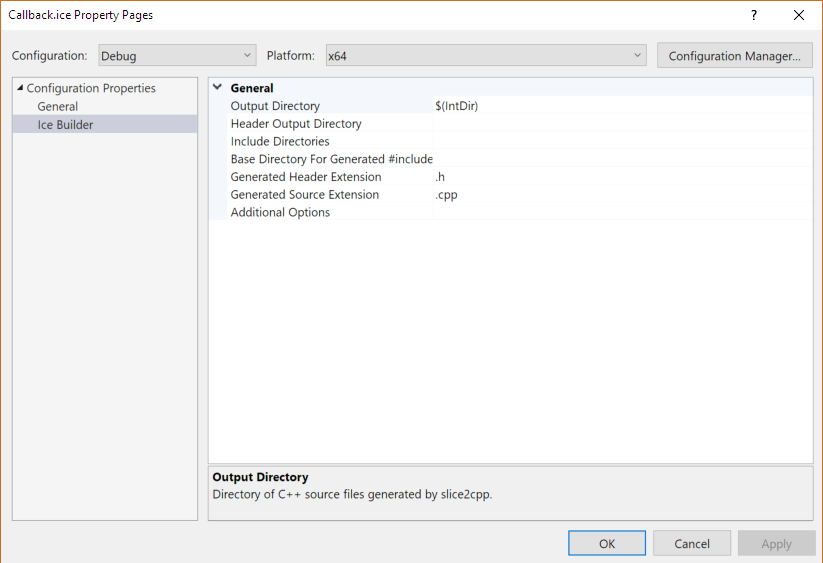 Callback.ice Property Pages ?
Configuration: Debug Platform: x64 Configuration Manager...
Configuration Properties
General
Ice Builder
General
Output Directory $(IntDir)
Header Output Directory
Include Directories
Base Directory For Generated #include
Generated Header Extension .h
Generated Source Extension .cpp
Additional Options
Output Directory
Directory of C++ source files generated by slice2cpp.
OK Cancel Apply